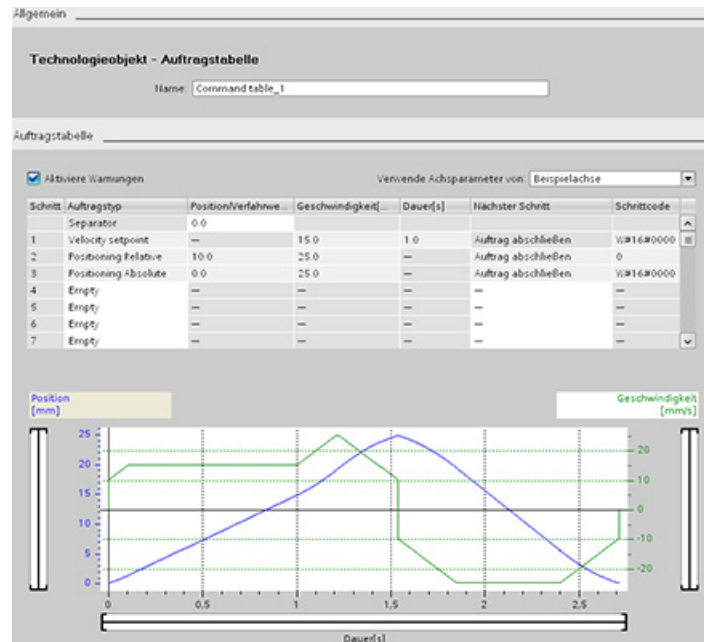 Allgemein
Technologieobjekt - Auftragstabelle
Name: Command table_1
Auftragstabelle
Aktiviere Warnungen Verwende Achsparameter von: Beispielachse
Schritt Auftragstyp Position/Verfahrwe... Geschwindigkeit[... Dauer[s] Nächster Schritt Schrittcode
Separator 0.0
1 Velocity setpoint — 15.0 1.0 Auftrag abschließen W#16#0000
2 Positioning Relative 10.0 25.0 — Auftrag abschließen 0
3 Positioning Absolute 0.0 25.0 — Auftrag abschließen W#16#0000
4 Empty — — — — —
5 Empty — — — — —
6 Empty — — — — —
7 Empty — — — — —
Position Geschwindigkeit
[mm] [mm/s]
25
20 20
15 10
10 0
5 -10
0 -20
0 0,5 1 1,5 2 2,5
Dauer[s]